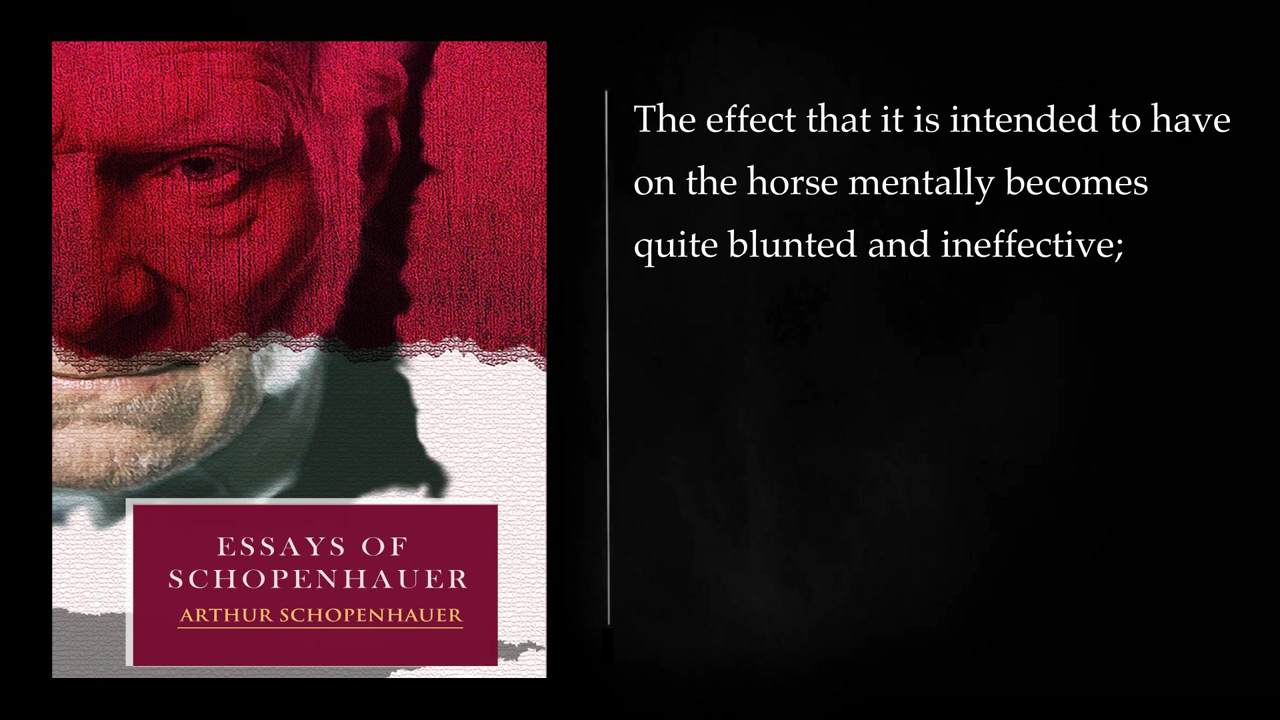 The effect that it is intended to have
on the horse mentally becomes
quite blunted and ineffective;
ESSAYS OF
SCHOPENHAUER
ARTHUR SCHOPENHAUER